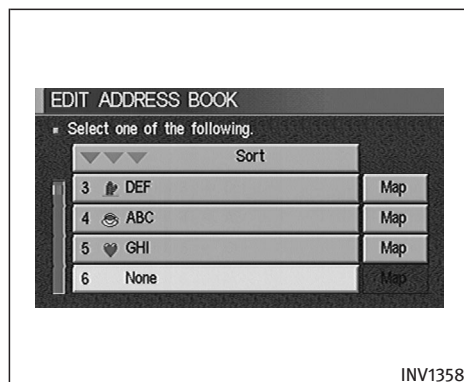 EDIT ADDRESS BOOK
Select one of the following.
Sort
3 DEF Map
4 ABC Map
5 GHI Map
6 None Map
INV1358